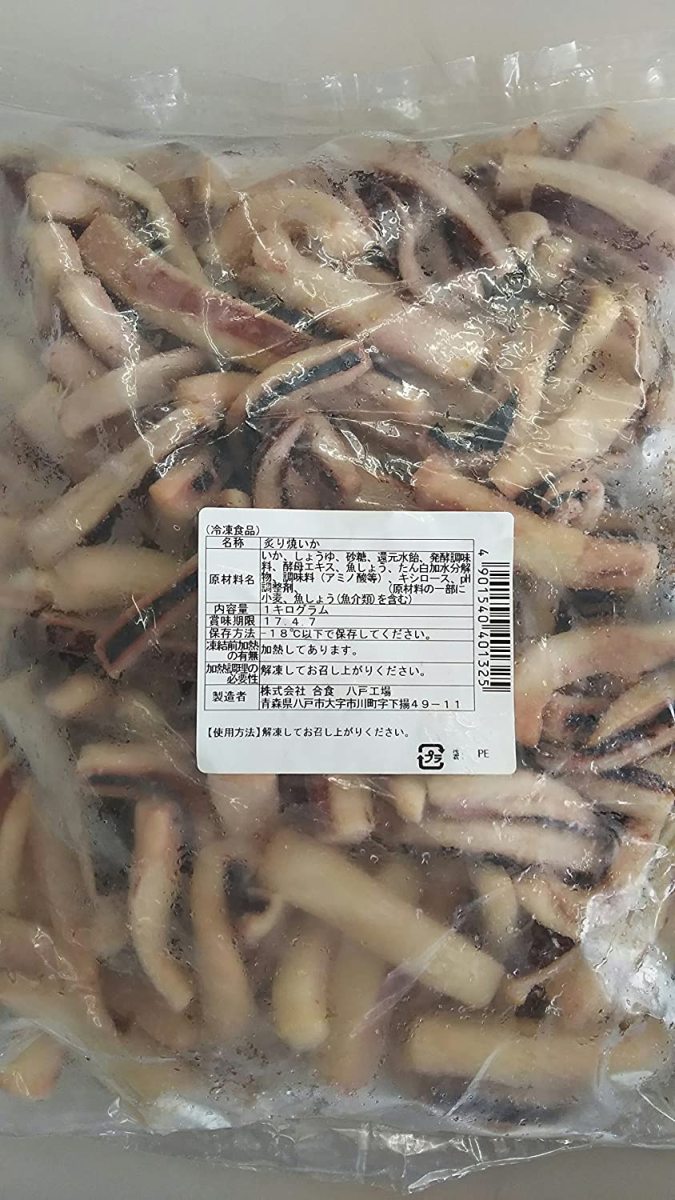 (冷凍食品)
名称 炙り焼いか
原材料名 いか、しょうゆ、砂糖、還元水飴、発酵調味
料、酵母エキス、魚しょう、たん白加水分解
物、調味料(アミノ酸等)、キシロース、pH
調整剤、 (原材料の一部に
小麦、魚しょう(魚介類)を含む)
内容量 1キログラム
賞味期限 17.4.7
保存方法 -18℃以下で保存してください。
凍結前加熱の有無 加熱してあります。
加熱調理の必要性 解凍してお召し上がりください。
製造者 株式会社 合食 八戸工場
青森県八戸市大字市川町字下揚49-11
【使用方法】解凍してお召し上がりください。
プラ 袋: PE
4901540401325